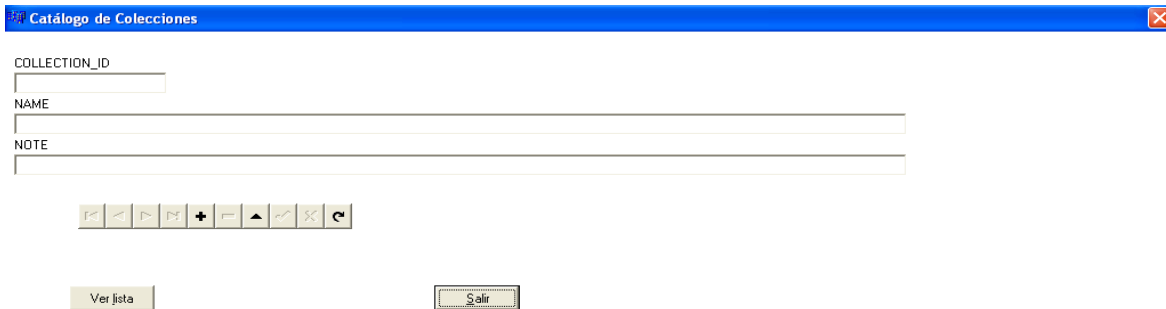 Catálogo de Colecciones
COLLECTION_ID
NAME
NOTE
Ver lista
Salir